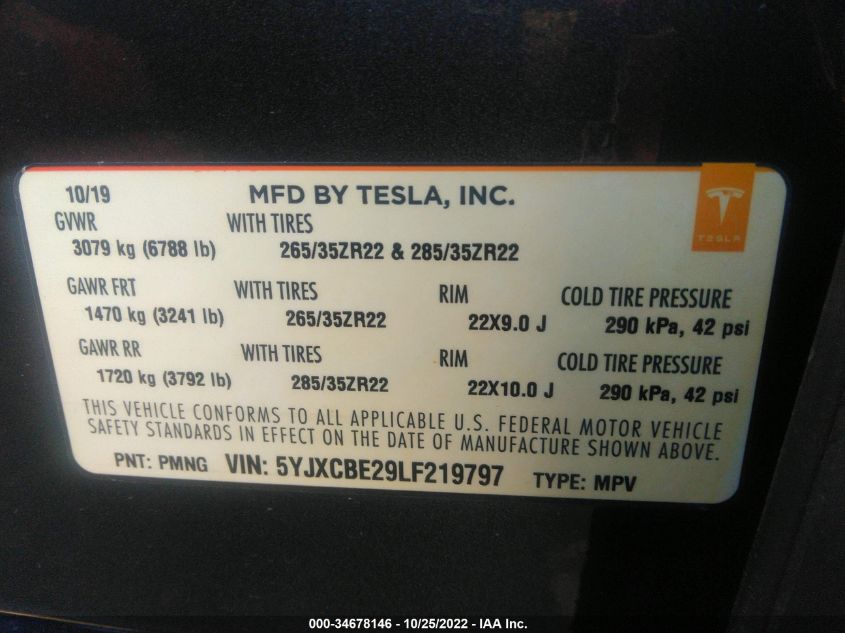 10/19 MFD BY TESLA, INC.
TESLA
GVWR WITH TIRES
3079 kg (6788 lb) 265/35ZR22 & 285/35ZR22
GAWR FRT WITH TIRES RIM COLD TIRE PRESSURE
1470 kg (3241 lb) 265/35ZR22 22X9.0 J 290 kPa, 42 psi
GAWR RR WITH TIRES RIM COLD TIRE PRESSURE
1720 kg (3792 lb) 285/35ZR22 22X10.0 J 290 kPa, 42 psi
THIS VEHICLE CONFORMS TO ALL APPLICABLE U.S. FEDERAL MOTOR VEHICLE
SAFETY STANDARDS IN EFFECT ON THE DATE OF MANUFACTURE SHOWN ABOVE.
PNT: PMNG VIN: 5YJXCBE29LF219797 TYPE: MPV
000-34678146 - 10/25/2022 - IAA Inc.